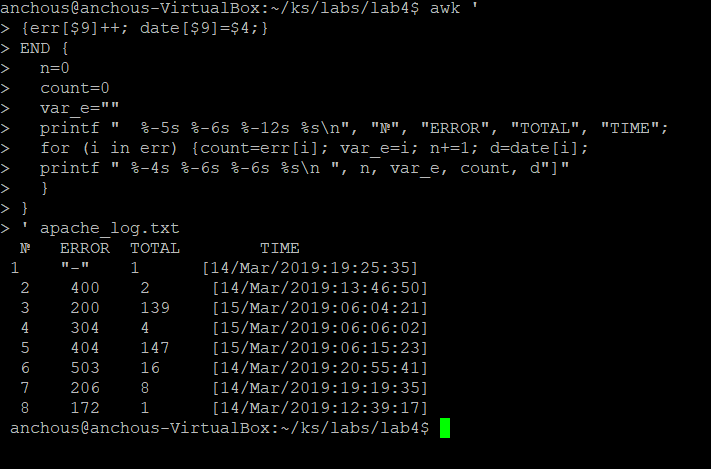 anchous@anchous-VirtualBox:~/ks/labs/lab4$ awk '
> {err[$9]++; date[$9]=$4;}
> END {
>   n=0
>   count=0
>   var_e=""
>   printf "  %-5s %-6s %-12s %s\n", "№", "ERROR", "TOTAL", "TIME";
>   for (i in err) {count=err[i]; var_e=i; n+=1; d=date[i];
>   printf " %-4s %-6s %-6s %s\n ", n, var_e, count, d"]"
>   }
> }
> ' apache_log.txt
  №   ERROR  TOTAL        TIME
 1    "-"    1      [14/Mar/2019:19:25:35]
  2    400    2      [14/Mar/2019:13:46:50]
  3    200    139    [15/Mar/2019:06:04:21]
  4    304    4      [15/Mar/2019:06:06:02]
  5    404    147    [15/Mar/2019:06:15:23]
  6    503    16     [14/Mar/2019:20:55:41]
  7    206    8      [14/Mar/2019:19:19:35]
  8    172    1      [14/Mar/2019:12:39:17]
 anchous@anchous-VirtualBox:~/ks/labs/lab4$